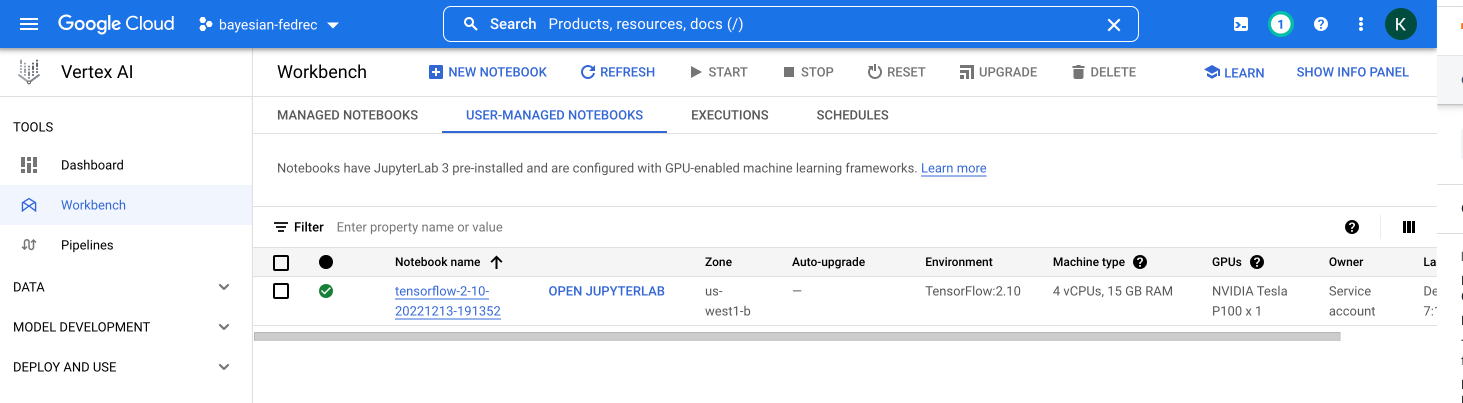 Google Cloud bayesian-fedrec Search Products, resources, docs (/) 1 K
Vertex AI
Workbench NEW NOTEBOOK REFRESH START STOP RESET UPGRADE DELETE LEARN SHOW INFO PANEL
TOOLS
MANAGED NOTEBOOKS USER-MANAGED NOTEBOOKS EXECUTIONS SCHEDULES
Dashboard
Notebooks have JupyterLab 3 pre-installed and are configured with GPU-enabled machine learning frameworks. Learn more
Workbench
Pipelines
Filter Enter property name or value
DATA
MODEL DEVELOPMENT
DEPLOY AND USE
Notebook name Zone Auto-upgrade Environment Machine type GPUs Owner La
tensorflow-2-10- OPEN JUPYTERLAB us- — TensorFlow:2.10 4 vCPUs, 15 GB RAM NVIDIA Tesla Service De
20221213-191352 west1-b P100 x 1 account 7: